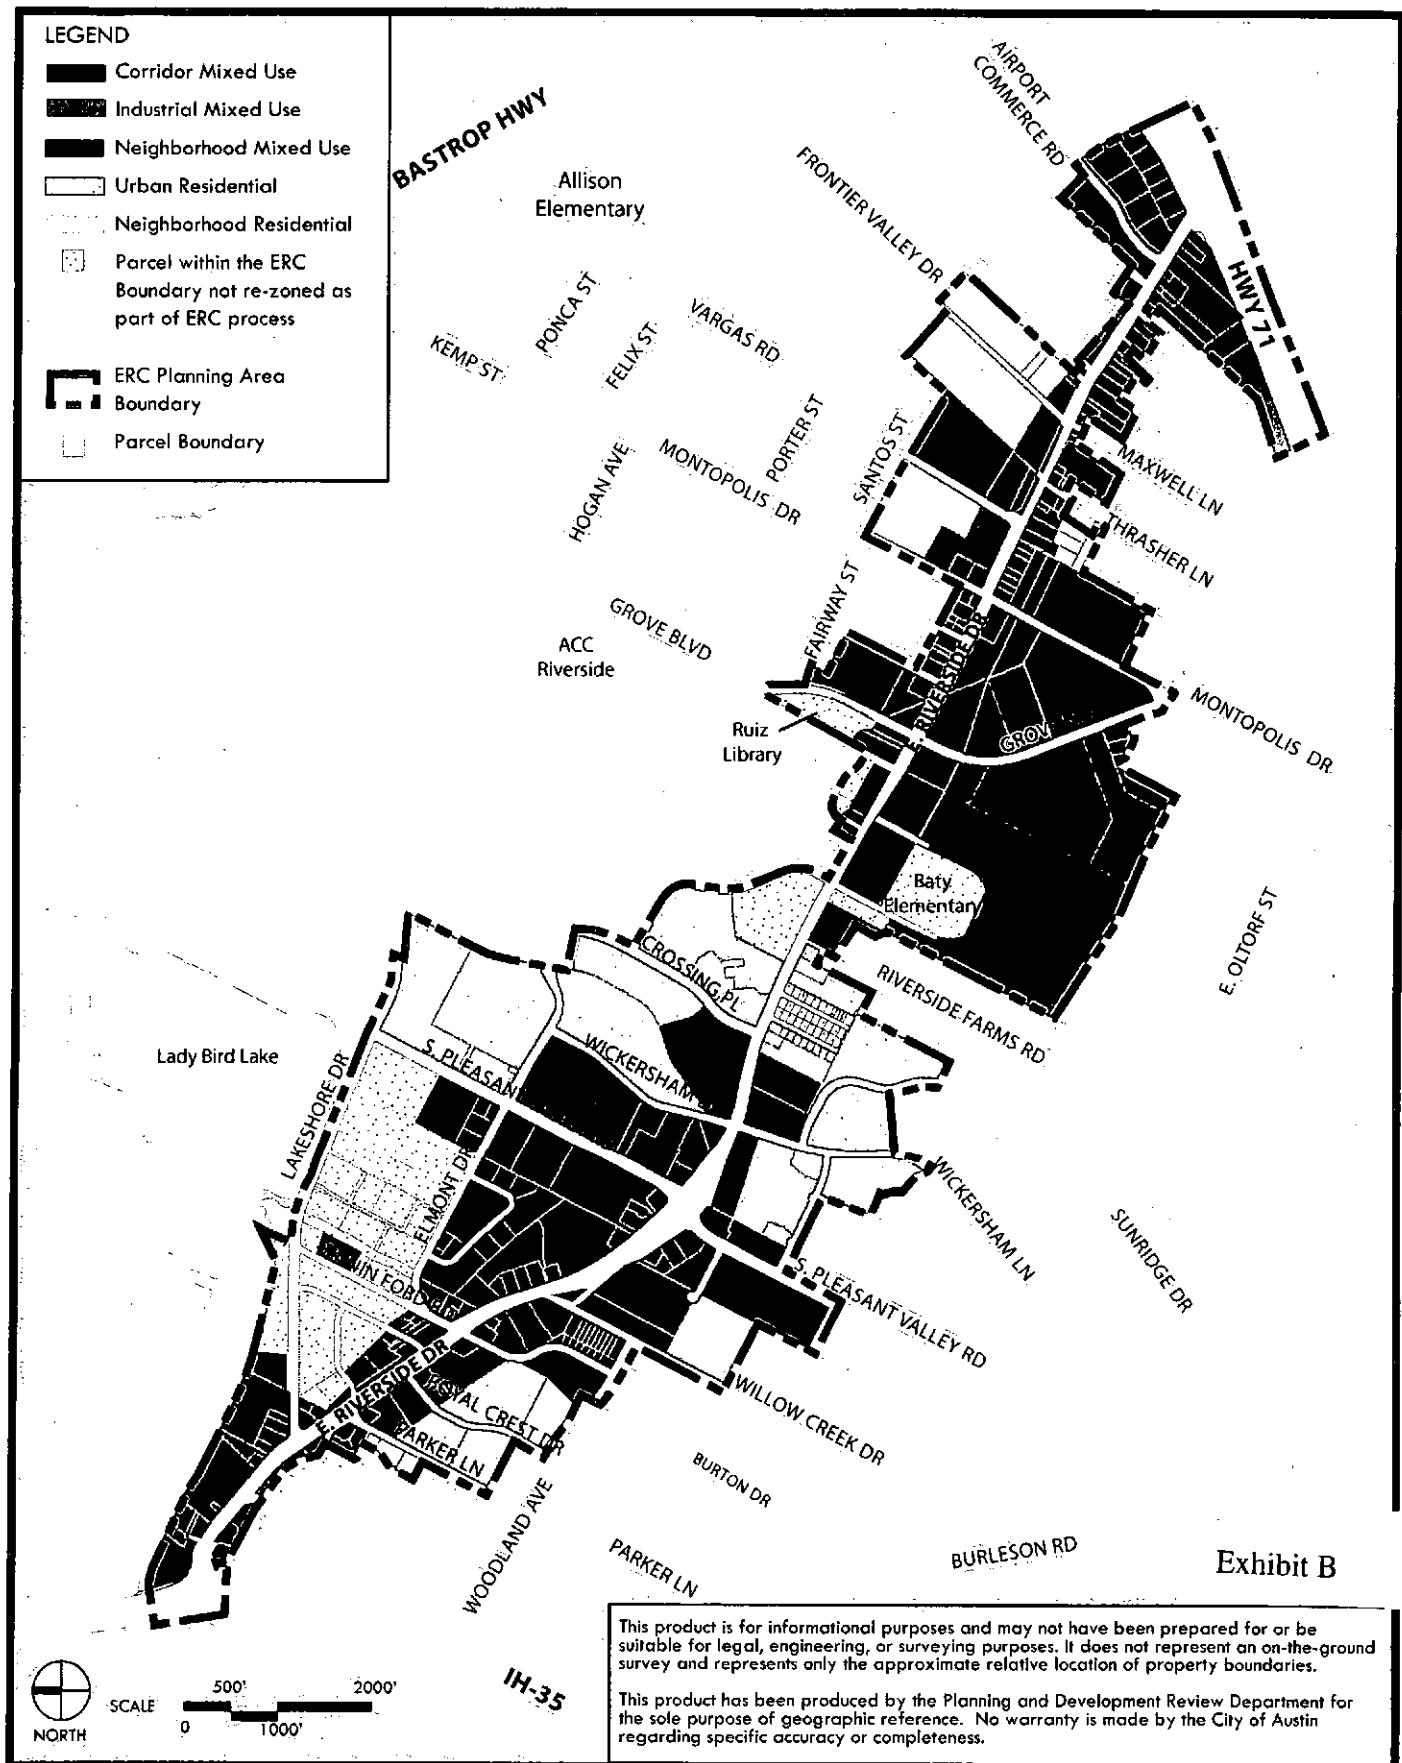 LEGEND
Corridor Mixed Use
Industrial Mixed Use
Neighborhood Mixed Use
Urban Residential
Neighborhood Residential
Parcel within the ERC
Boundary not re-zoned as
part of ERC process
ERC Planning Area
Boundary
Parcel Boundary
BASTROP HWY
Allison
Elementary
AIRPORT
COMMERCE RD
FRONTIER VALLEY DR
HWY 71
PONCA ST
KEMP ST
FELIX ST
VARGAS RD
PORTER ST
SANTOS ST
HOGAN AVE
MONTOPOLIS DR
MAXWELL LN
THRASHER LN
FAIRWAY ST
GROVE BLVD
ACC
Riverside
E. RIVERSIDE DR
MONTOPOLIS DR
Ruiz
Library
GROV
Baty
Elementary
E. OLTORF ST
CROSSING PL
RIVERSIDE FARMS RD
WICKERSHAM
S. PLEASANT
Lady Bird Lake
LAKESHORE DR
ELMONT DR
WICKERSHAM LN
SUNRIDGE DR
WIN FORD
S. PLEASANT VALLEY RD
E. RIVERSIDE DR
ROYAL CREST DR
PARKER LN
WILLOW CREEK DR
BURTON DR
WOODLAND AVE
PARKER LN
BURLESON RD
Exhibit B
IH-35
NORTH
SCALE
500'
2000'
0
1000'
This product is for informational purposes and may not have been prepared for or be
suitable for legal, engineering, or surveying purposes. It does not represent an on-the-ground
survey and represents only the approximate relative location of property boundaries.
This product has been produced by the Planning and Development Review Department for
the sole purpose of geographic reference. No warranty is made by the City of Austin
regarding specific accuracy or completeness.